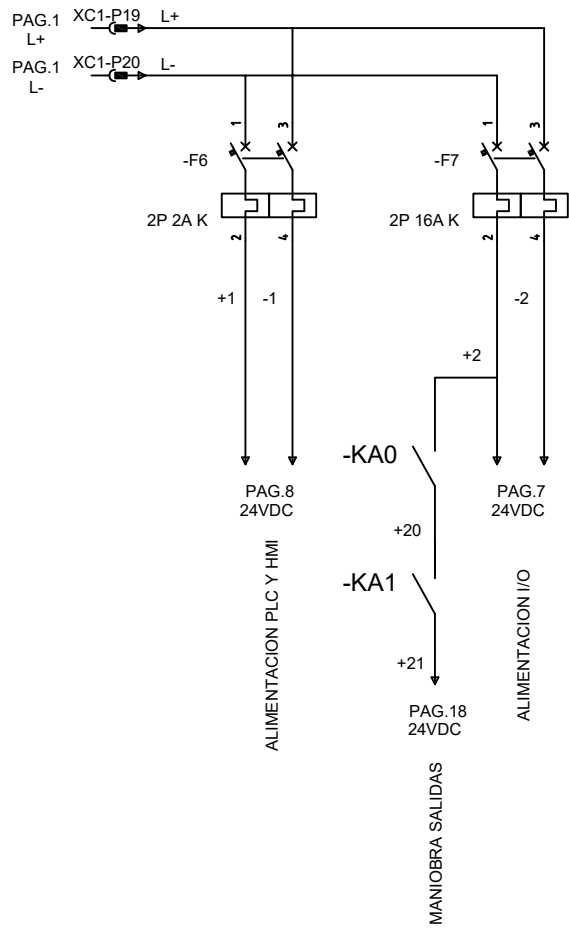 PAG.1
L+
XC1-P19
L+
PAG.1
L-
XC1-P20
L-
1
3
-F6
2P 2A K
2
4
1
3
-F7
2P 16A K
2
4
+1
-1
-2
+2
-KA0
PAG.8
24VDC
PAG.7
24VDC
+20
-KA1
+21
ALIMENTACION PLC Y HMI
ALIMENTACION I/O
PAG.18
24VDC
MANIOBRA SALIDAS